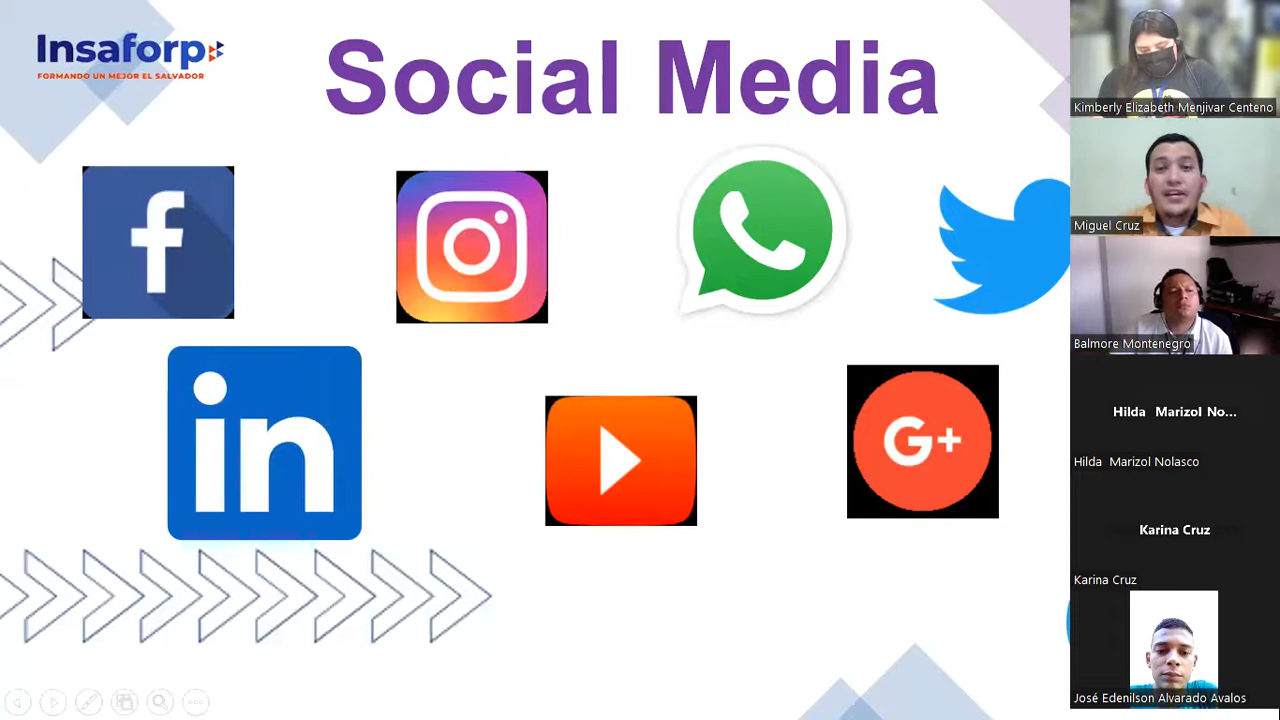 Insaforp
FORMANDO UN MEJOR EL SALVADOR
Social Media
f
in
G+
Kimberly Elizabeth Menjivar Centeno
Miguel Cruz
Balmore Montenegro
Hilda Marizol No...
Hilda Marizol Nolasco
Karina Cruz
Karina Cruz
José Edenilson Alvarado Avalos